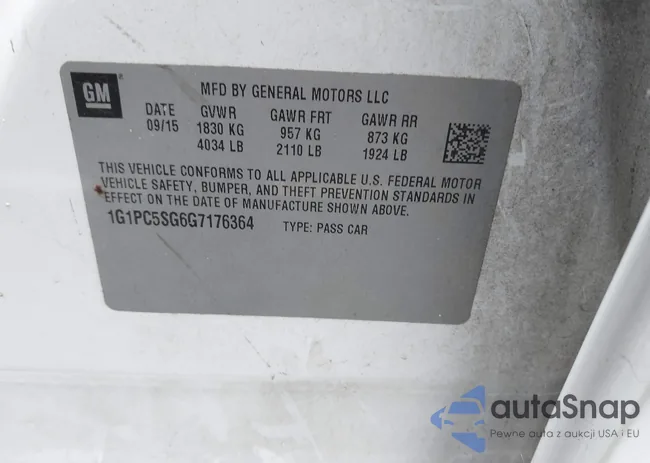 GM
MFD BY GENERAL MOTORS LLC
DATE GVWR GAWR FRT GAWR RR
09/15 1830 KG 957 KG 873 KG
4034 LB 2110 LB 1924 LB
THIS VEHICLE CONFORMS TO ALL APPLICABLE U.S. FEDERAL MOTOR
VEHICLE SAFETY, BUMPER, AND THEFT PREVENTION STANDARDS IN
EFFECT ON THE DATE OF MANUFACTURE SHOWN ABOVE.
1G1PC5SG6G7176364 TYPE: PASS CAR
autoSnap
Pewne auta z aukcji USA i EU